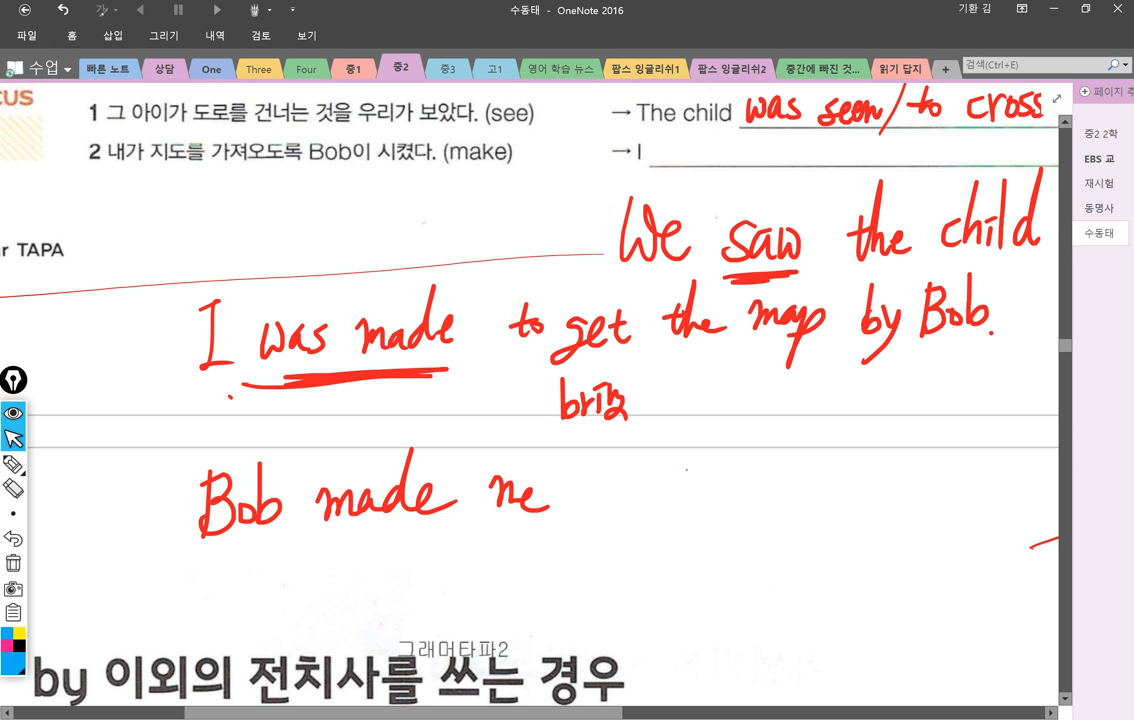 수동태 - OneNote 2016
기환 김
파일 홈 삽입 그리기 내역 검토 보기
수업 빠른 노트 상담 One Three Four 중1 중2 중3 고1 영어 학습 뉴스 팝스 잉글리쉬1 팝스 잉글리쉬2 중간에 빠진 것... 읽기 답지 + 검색(Ctrl+E)
페이지 추
CUS
1 그 아이가 도로를 건너는 것을 우리가 보았다. (see) → The child was seen/to cross
2 내가 지도를 가져오도록 Bob이 시켰다. (make) → I
중2 2학
EBS 교
재시험
동명사
수동태
We saw the child
r TAPA
I was made to get the map by Bob.
bring
Bob made me
그래머타파2
by 이외의 전치사를 쓰는 경우